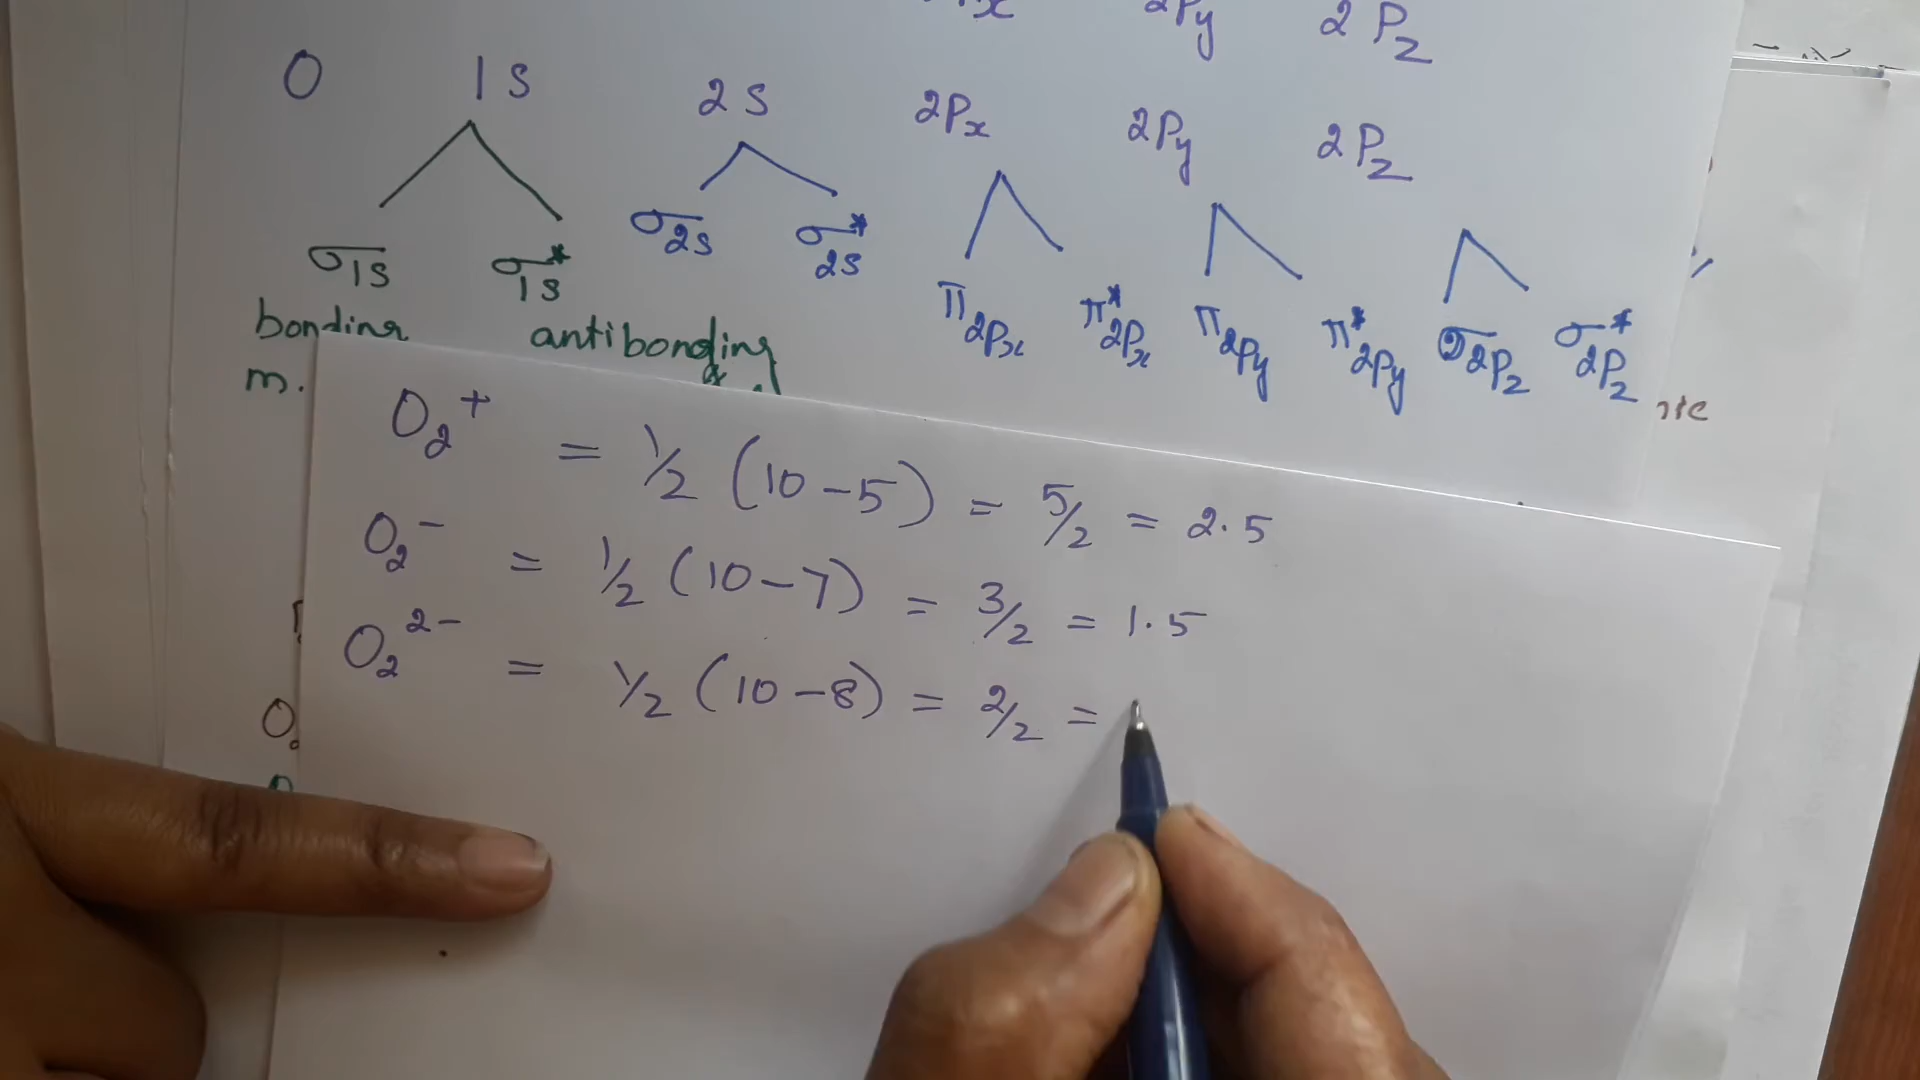 2Py 2Pz
O 1S 2S 2Px 2Py 2Pz
σ1s σ*1s σ2s σ*2s π2Px π*2Px π2Py π*2Py σ2Pz σ*2Pz
bonding antibonding
m.
O₂⁺ = 1/2 (10-5) = 5/2 = 2.5
O₂⁻ = 1/2 (10-7) = 3/2 = 1.5
O₂²⁻ = 1/2 (10-8) = 2/2 =